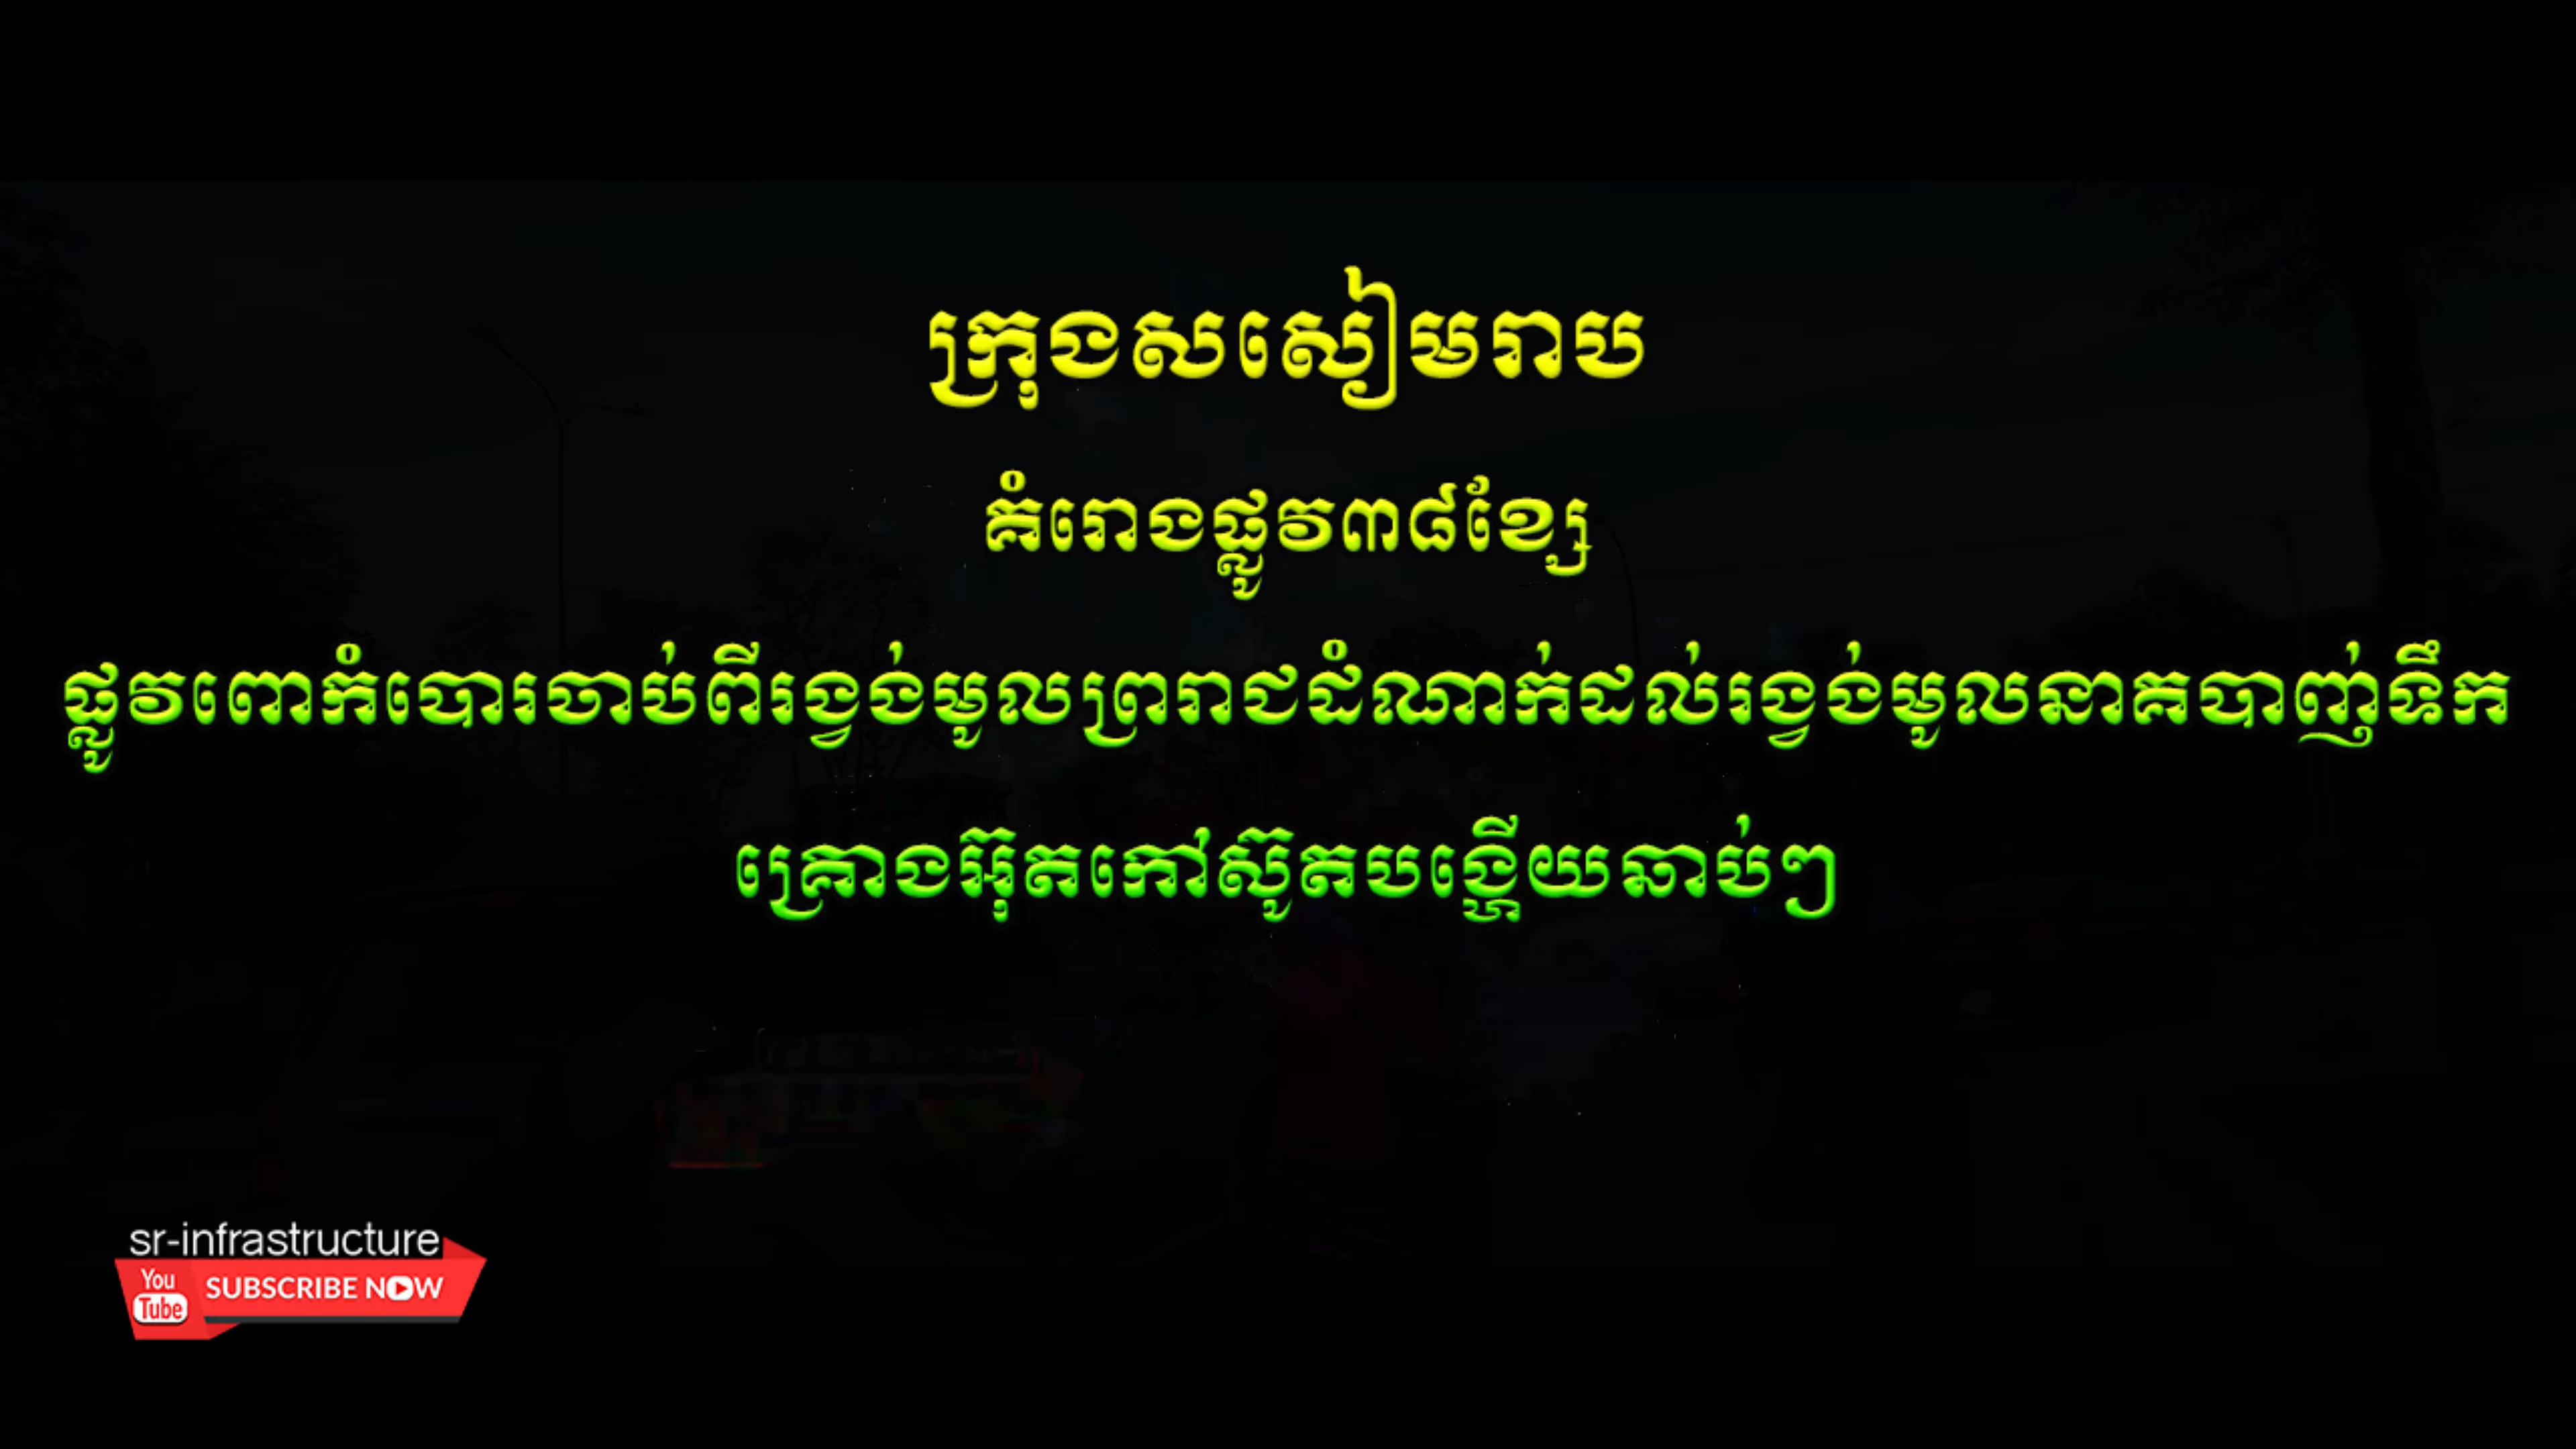 ក្រុងសសៀមរាប
គំរោងផ្លូវ៣៨ខ្សែ
ផ្លូវពោកំបោរចាប់ពីរង្វង់មូលព្ររាជដំណាក់ដល់រង្វង់មូលនាគបាញ់ទឹក
គ្រោងអ៊ុតកៅស៊ូតបង្ហើយឆាប់ៗ
sr-infrastructure
You Tube SUBSCRIBE NOW